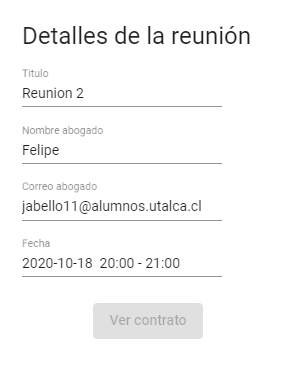 Detalles de la reunión
Titulo
Reunion 2
Nombre abogado
Felipe
Correo abogado
jabello11@alumnos.utalca.cl
Fecha
2020-10-18 20:00 - 21:00
Ver contrato